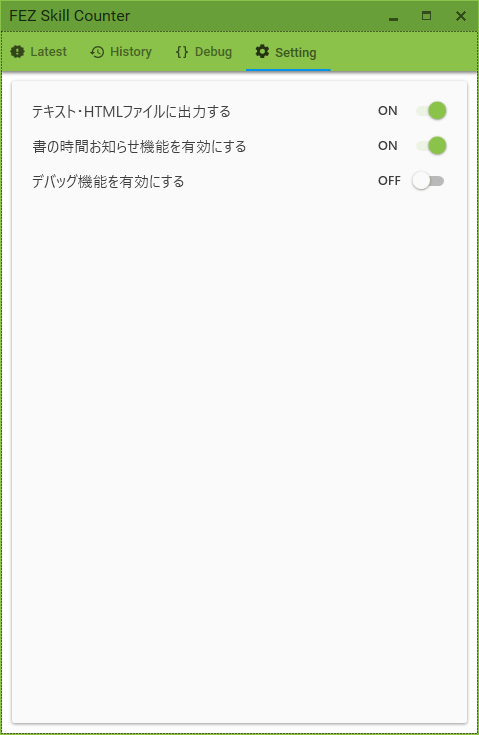 FEZ Skill Counter
Latest History Debug Setting
テキスト・HTMLファイルに出力する ON
書の時間お知らせ機能を有効にする ON
デバッグ機能を有効にする OFF